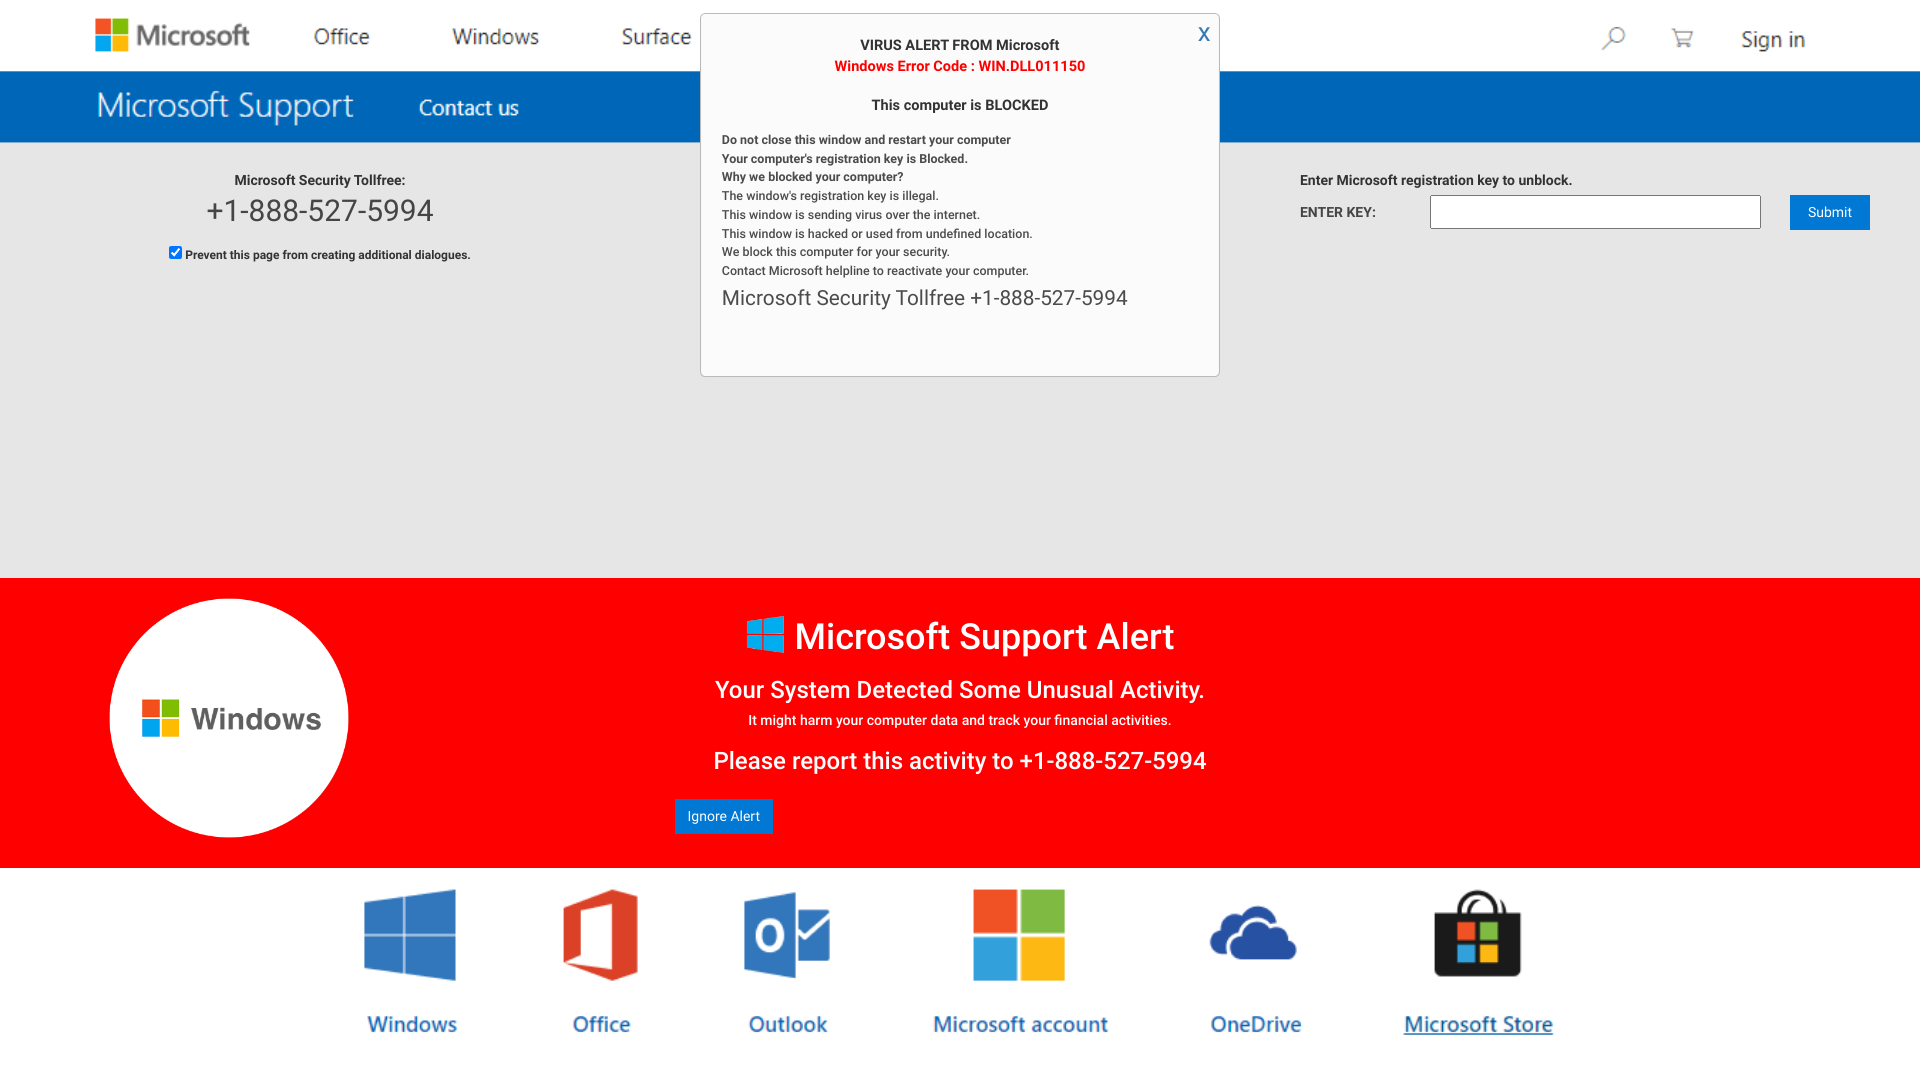 Microsoft
Office
Windows
Surface
Sign in
Microsoft Support
Contact us
X
VIRUS ALERT FROM Microsoft
Windows Error Code : WIN.DLL011150
This computer is BLOCKED
Do not close this window and restart your computer
Your computer's registration key is Blocked.
Why we blocked your computer?
The window's registration key is illegal.
This window is sending virus over the internet.
This window is hacked or used from undefined location.
We block this computer for your security.
Contact Microsoft helpline to reactivate your computer.
Microsoft Security Tollfree +1-888-527-5994
Microsoft Security Tollfree:
+1-888-527-5994
Prevent this page from creating additional dialogues.
Enter Microsoft registration key to unblock.
ENTER KEY:
Submit
Windows
Microsoft Support Alert
Your System Detected Some Unusual Activity.
It might harm your computer data and track your financial activities.
Please report this activity to +1-888-527-5994
Ignore Alert
Windows
Office
Outlook
Microsoft account
OneDrive
Microsoft Store